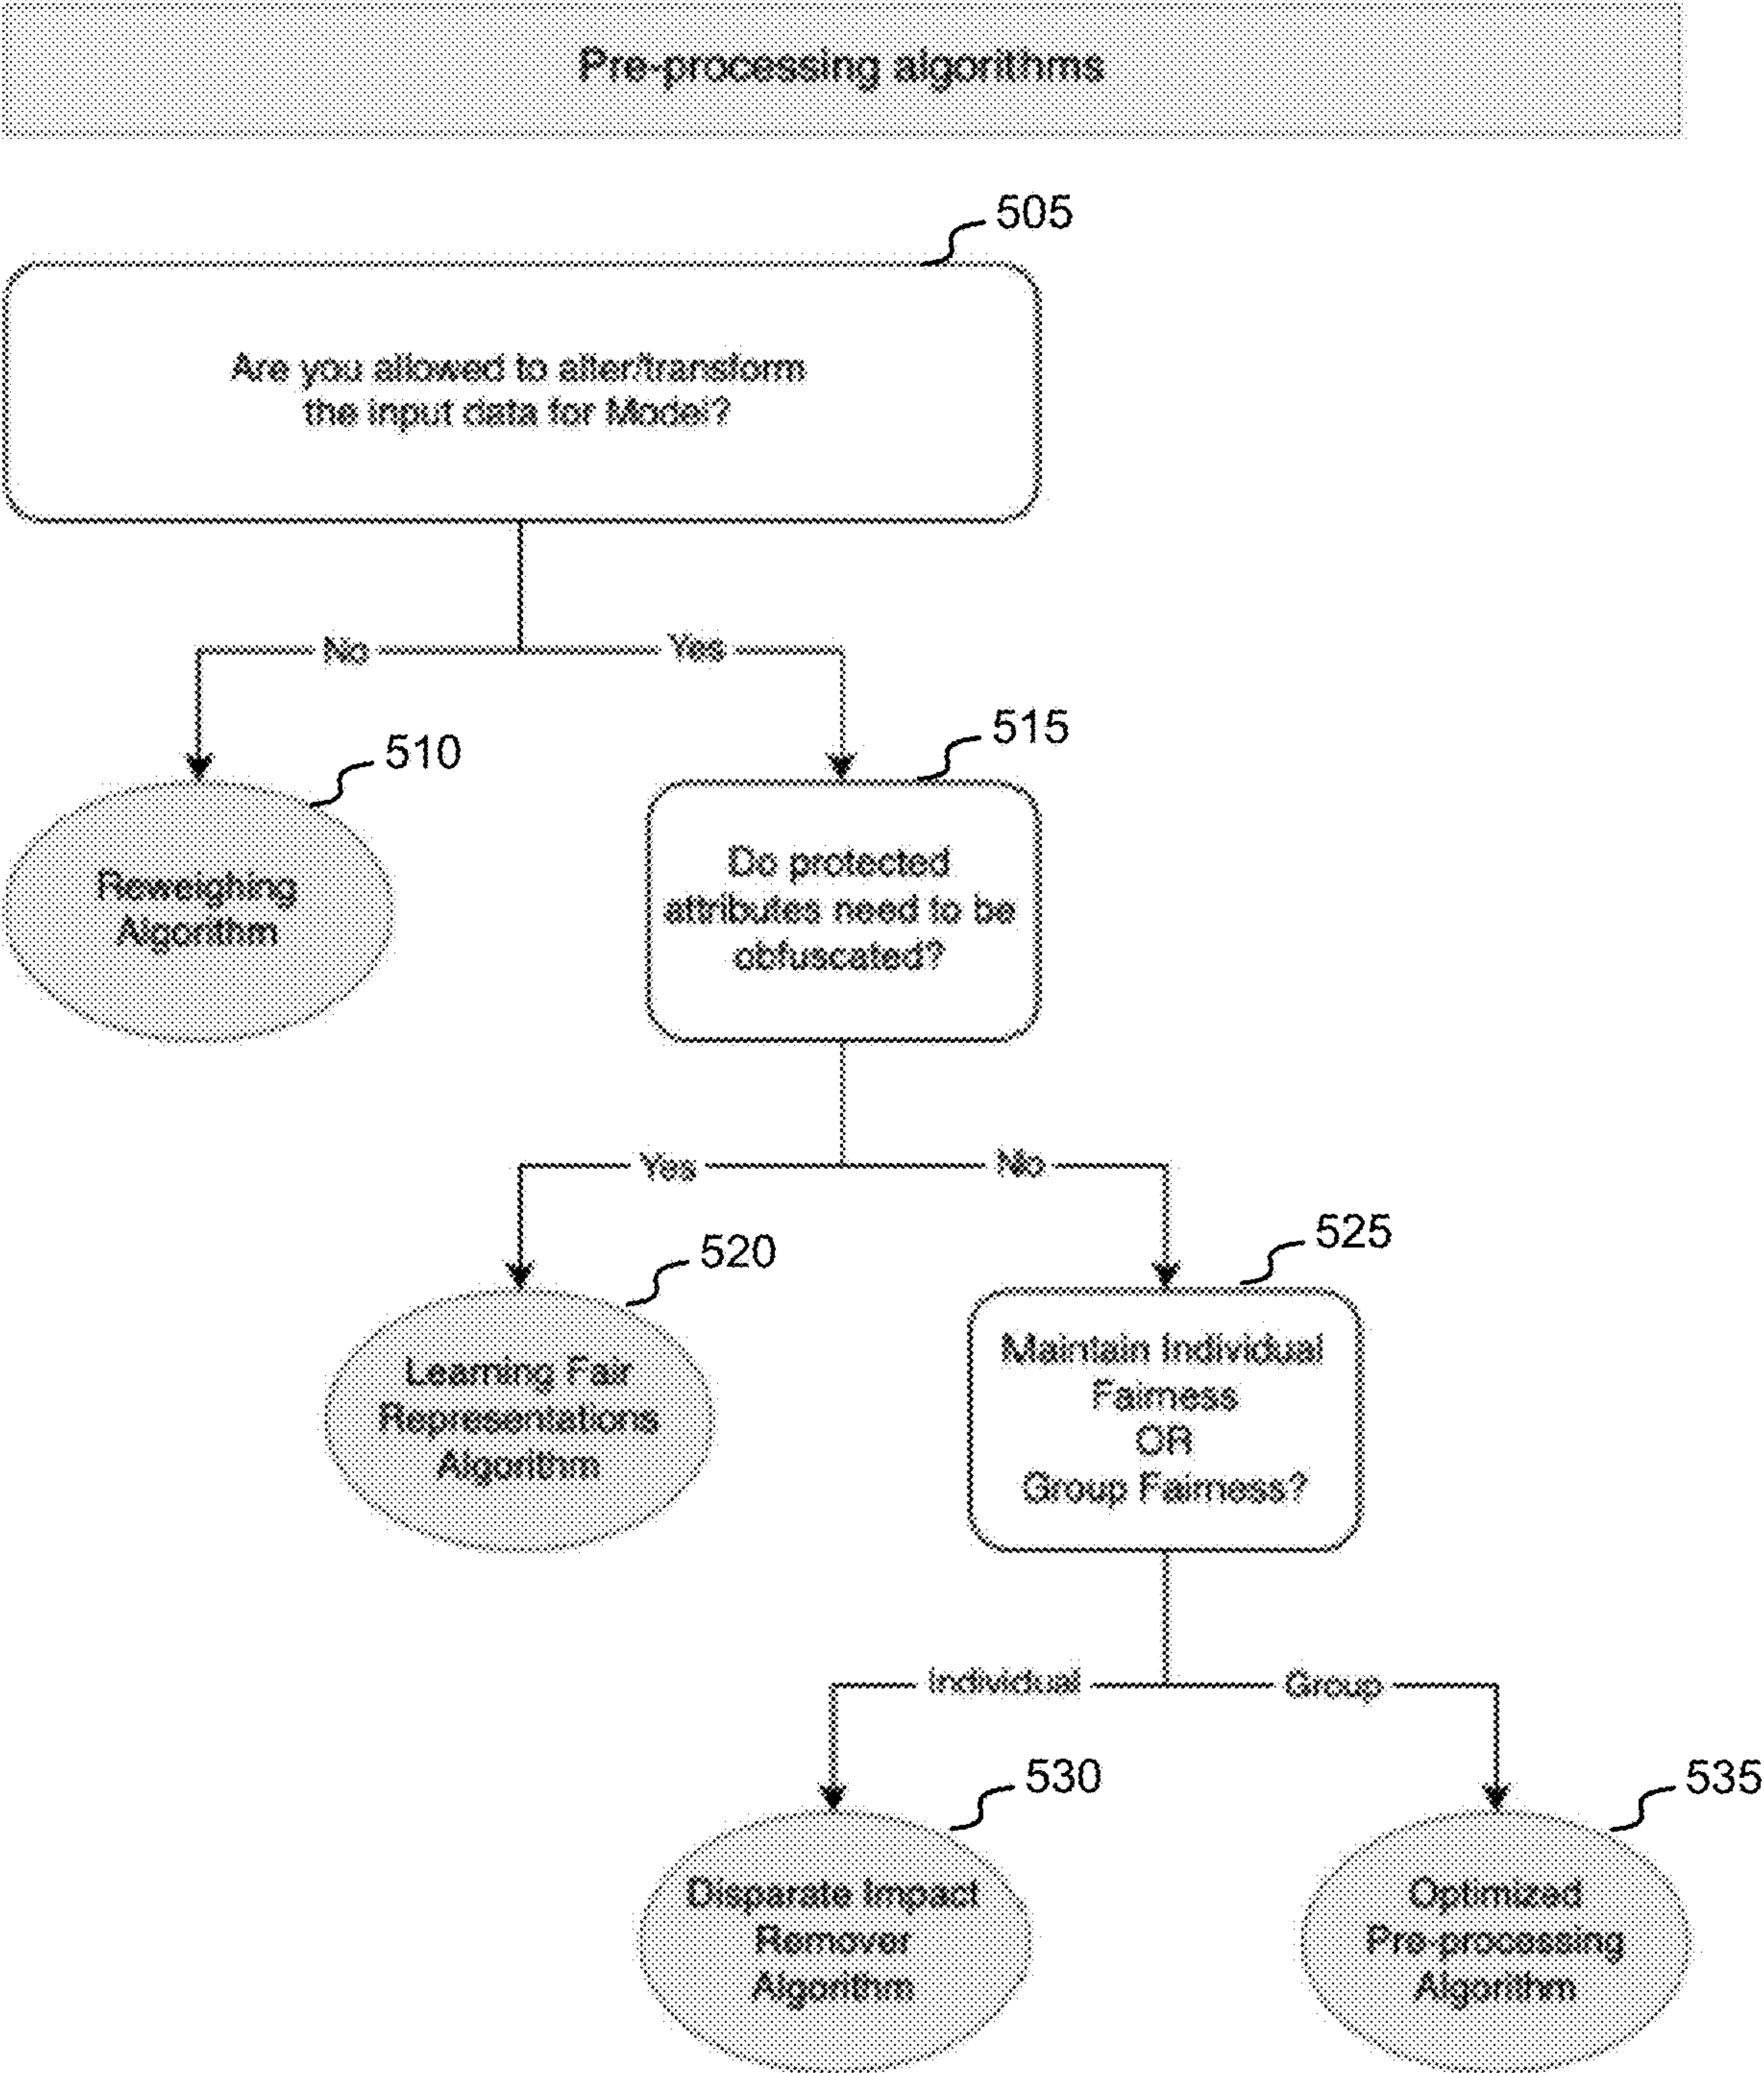 Pre-processing algorithms
505
Are you allowed to alter/transform
the input data for Model?
No
Yes
510
515
Reweighing
Algorithm
Do protected
attributes need to be
obfuscated?
Yes
No
520
525
Learning Fair
Representations
Algorithm
Maintain Individual
Fairness
OR
Group Fairness?
Individual
Group
530
535
Disparate Impact
Remover
Algorithm
Optimized
Pre-processing
Algorithm